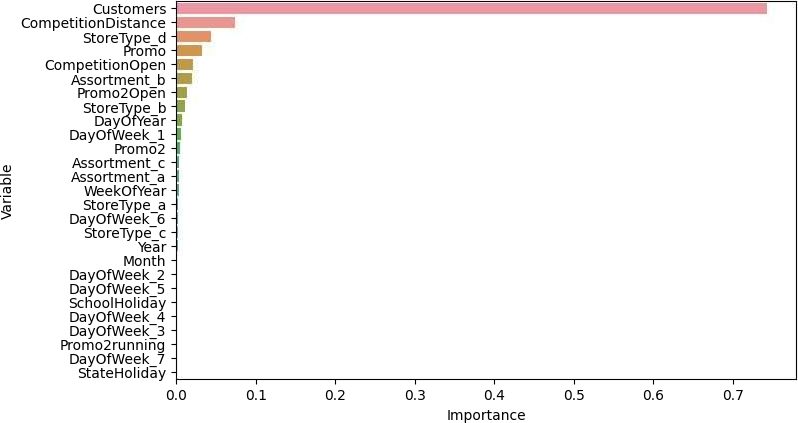 Customers
CompetitionDistance
StoreType_d
Promo
CompetitionOpen
Assortment_b
Promo2Open
StoreType_b
DayOfYear
DayOfWeek_1
Promo2
Assortment_c
Assortment_a
WeekOfYear
StoreType_a
DayOfWeek_6
StoreType_c
Year
Month
DayOfWeek_2
DayOfWeek_5
SchoolHoliday
DayOfWeek_4
DayOfWeek_3
Promo2running
DayOfWeek_7
StateHoliday
Variable
0.0 0.1 0.2 0.3 0.4 0.5 0.6 0.7
Importance